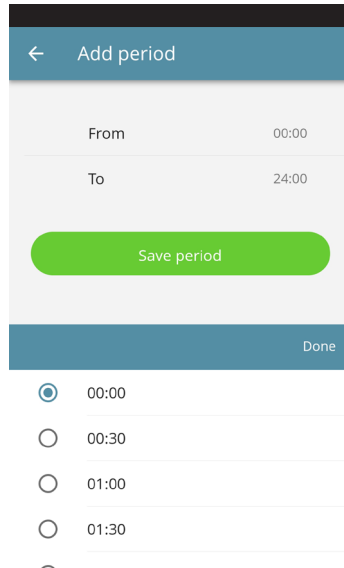 Add period
From 00:00
To 24:00
Save period
Done
00:00
00:30
01:00
01:30